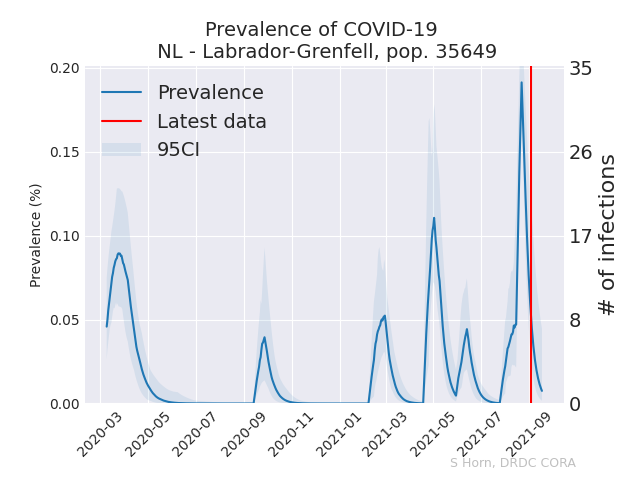 Prevalence of COVID-19
NL - Labrador-Grenfell, pop. 35649
Prevalence
Latest data
95CI
Prevalence (%)
0.20
0.15
0.10
0.05
0.00
# of infections
35
26
17
8
0
2020-03
2020-05
2020-07
2020-09
2020-11
2021-01
2021-03
2021-05
2021-07
2021-09
S Horn, DRDC CORA